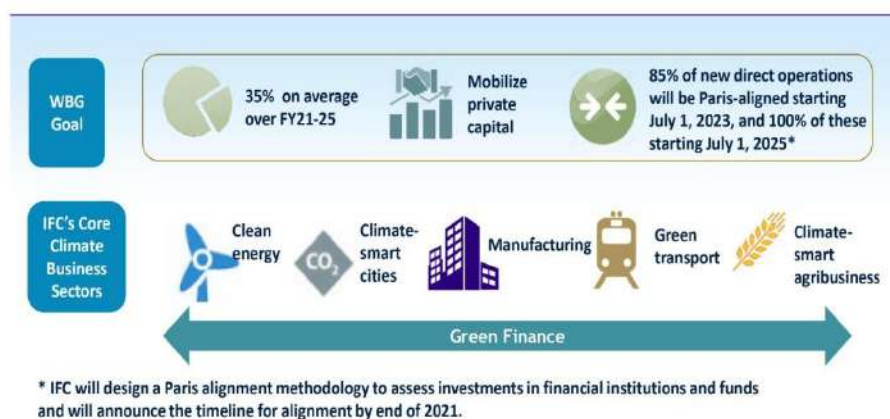 WBG
Goal
35% on average
over FY21-25
Mobilize
private
capital
85% of new direct operations
will be Paris-aligned starting
July 1, 2023, and 100% of these
starting July 1, 2025*
IFC's Core
Climate
Business
Sectors
Clean
energy
CO2
Climate-
smart
cities
Manufacturing
Green
transport
Climate-
smart
agribusiness
Green Finance
* IFC will design a Paris alignment methodology to assess investments in financial institutions and funds
and will announce the timeline for alignment by end of 2021.